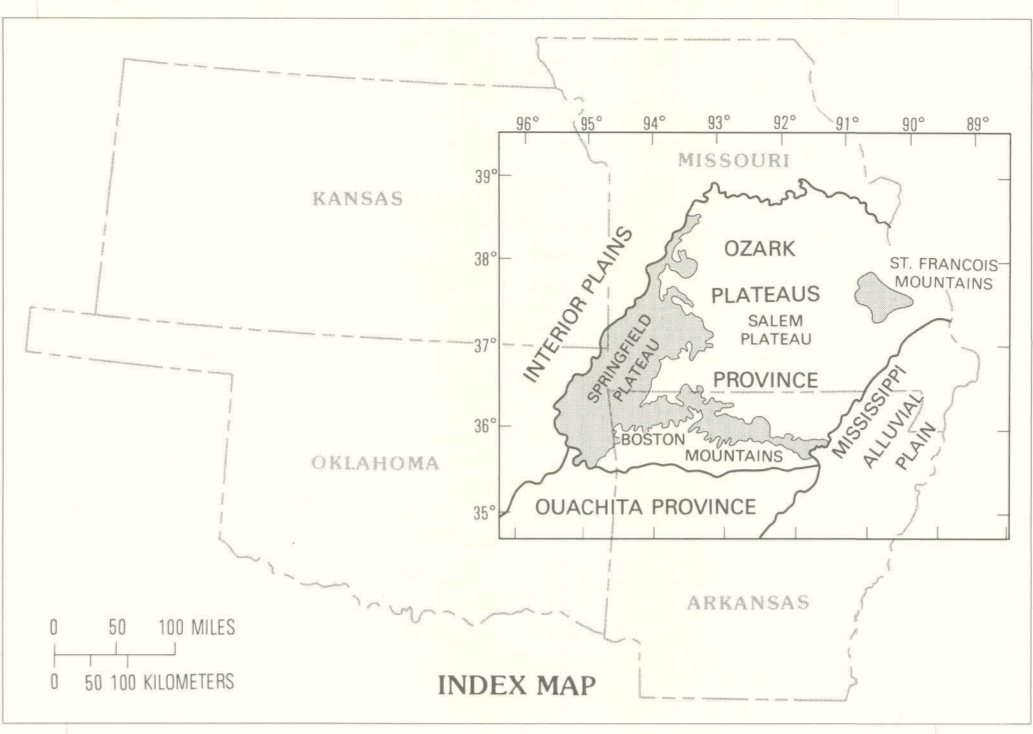 96° 95° 94° 93° 92° 91° 90° 89°
MISSOURI
39°
KANSAS
INTERIOR PLAINS
38°
OZARK
ST. FRANCOIS
MOUNTAINS
PLATEAUS
SALEM
PLATEAU
37°
SPRINGFIELD
PLATEAU
PROVINCE
MISSISSIPPI
ALLUVIAL
PLAIN
36°
BOSTON
MOUNTAINS
OKLAHOMA
35°
OUACHITA PROVINCE
ARKANSAS
0 50 100 MILES
0 50 100 KILOMETERS
INDEX MAP